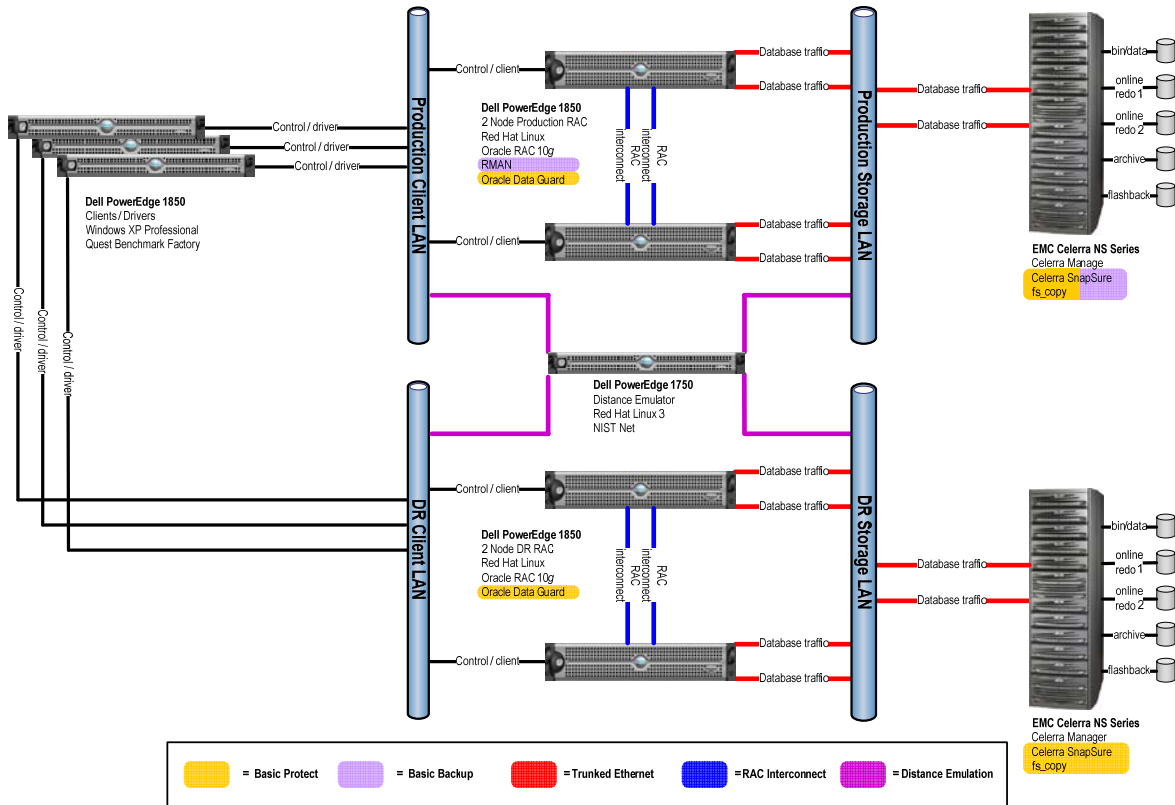 Control / driver
Control / driver
Control / driver
Dell PowerEdge 1850
Clients / Drivers
Windows XP Professional
Quest Benchmark Factory
Control / driver
Control / driver
Control / driver
Production Client LAN
Control / client
Dell PowerEdge 1850
2 Node Production RAC
Red Hat Linux
Oracle RAC 10g
RMAN
Oracle Data Guard
Control / client
RAC
interconnect
RAC
interconnect
Database traffic
Database traffic
Database traffic
Database traffic
Production Storage LAN
Database traffic
Database traffic
bin/data
online
redo 1
online
redo 2
archive
flashback
EMC Celerra NS Series
Celerra Manage
Celerra SnapSure
fs_copy
Dell PowerEdge 1750
Distance Emulator
Red Hat Linux 3
NIST Net
DR Client LAN
Control / client
Dell PowerEdge 1850
2 Node DR RAC
Red Hat Linux
Oracle RAC 10g
Oracle Data Guard
Control / client
RAC
interconnect
RAC
interconnect
Database traffic
Database traffic
Database traffic
Database traffic
DR Storage LAN
Database traffic
Database traffic
bin/data
online
redo 1
online
redo 2
archive
flashback
EMC Celerra NS Series
Celerra Manager
Celerra SnapSure
fs_copy
= Basic Protect
= Basic Backup
= Trunked Ethernet
= RAC Interconnect
= Distance Emulation